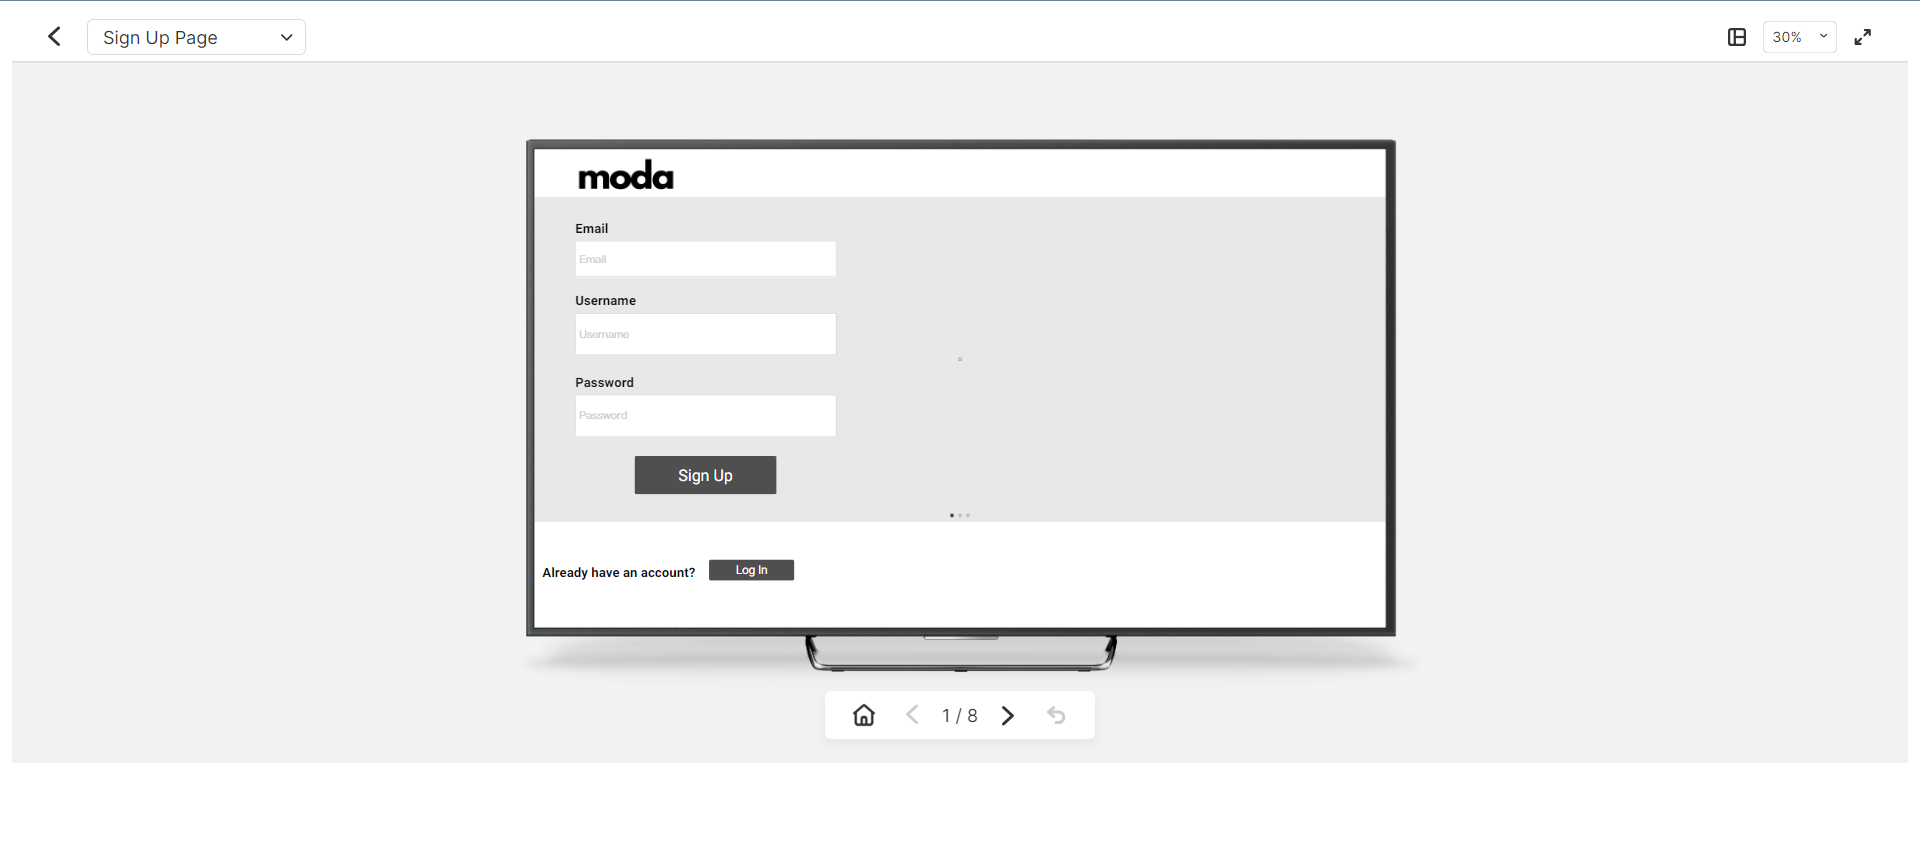 Sign Up Page
30%
moda
Email
Email
Username
Username
Password
Password
Sign Up
Already have an account? Log In
1 / 8